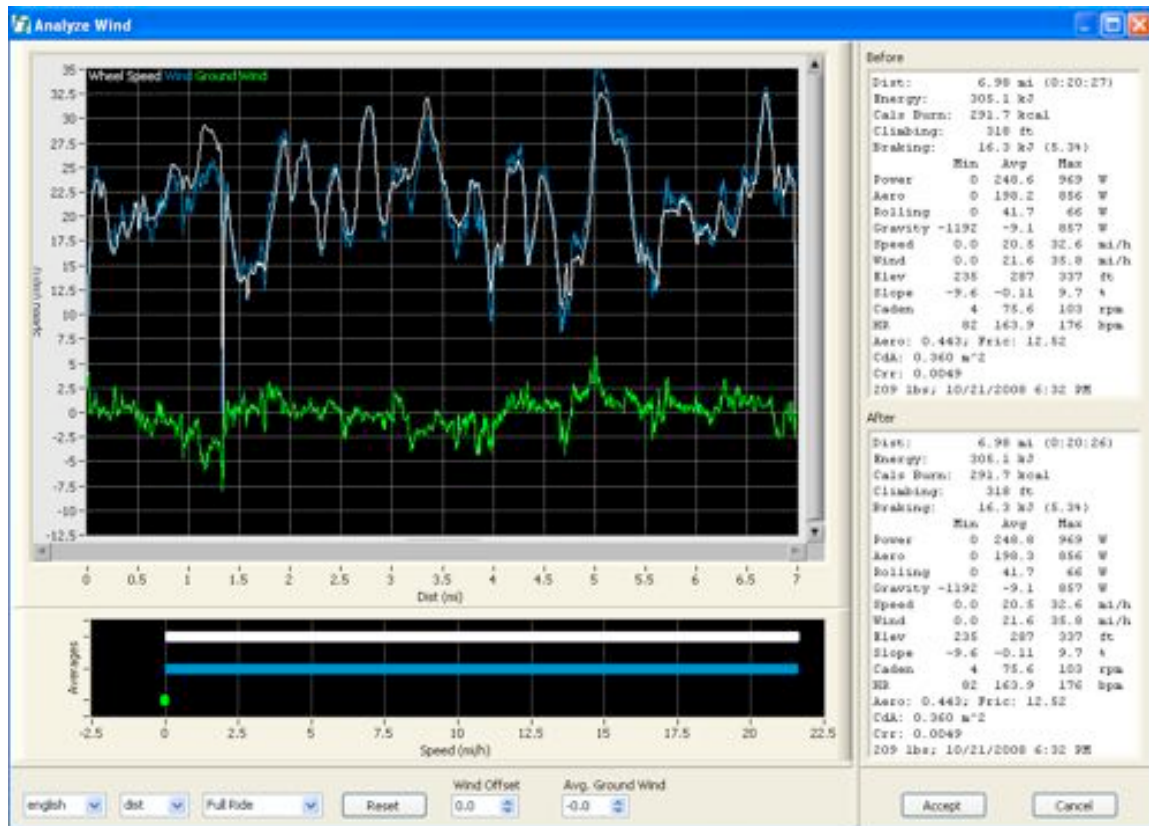 Analyze Wind
Wheel Speed Wind Ground Wind
35
32.5
30
27.5
25
22.5
20
17.5
15
12.5
10
7.5
5
2.5
0
-2.5
-5
-7.5
-10
-12.5
0 0.5 1 1.5 2 2.5 3 3.5 4 4.5 5 5.5 6 6.5 7
Dist (mi)
Averages
-2.5 0 2.5 5 7.5 10 12.5 15 17.5 20 22.5
Speed (mi/h)
english dist Full Ride Reset
Wind Offset
0.0
Avg. Ground Wind
-0.0
Before
Dist: 6.98 mi (0:20:27)
Energy: 305.1 kJ
Cals Burn: 291.7 kcal
Climbing: 318 ft
Braking: 16.3 kJ (5.3%)
Min Avg Max
Power 0 248.6 969 W
Aero 0 198.2 856 W
Rolling 0 41.7 66 W
Gravity -1192 -9.1 857 W
Speed 0.0 20.5 32.6 mi/h
Wind 0.0 21.6 35.8 mi/h
Elev 235 287 337 ft
Slope -9.6 -0.11 9.7 %
Caden 4 75.6 103 rpm
HR 82 163.9 176 bpm
Aero: 0.443; Fric: 12.52
CdA: 0.360 m^2
Crr: 0.0049
209 lbs; 10/21/2008 6:32 PM
After
Dist: 6.98 mi (0:20:26)
Energy: 305.1 kJ
Cals Burn: 291.7 kcal
Climbing: 318 ft
Braking: 16.3 kJ (5.3%)
Min Avg Max
Power 0 248.8 969 W
Aero 0 198.3 856 W
Rolling 0 41.7 66 W
Gravity -1192 -9.1 857 W
Speed 0.0 20.5 32.6 mi/h
Wind 0.0 21.6 35.8 mi/h
Elev 235 287 337 ft
Slope -9.6 -0.11 9.7 %
Caden 4 75.6 103 rpm
HR 82 163.9 176 bpm
Aero: 0.443; Fric: 12.52
CdA: 0.360 m^2
Crr: 0.0049
209 lbs; 10/21/2008 6:32 PM
Accept Cancel